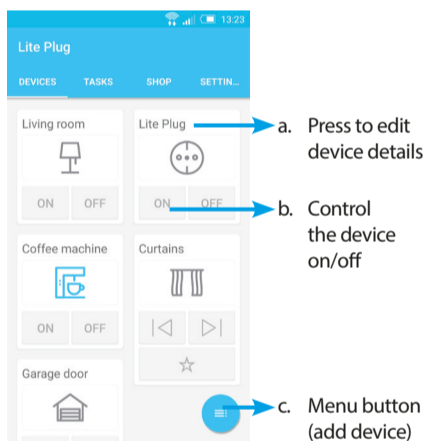 13:23
Lite Plug
DEVICES TASKS SHOP SETTIN...
Living room
ON OFF
Lite Plug
ON OFF
Coffee machine
ON OFF
Curtains
Garage door
a. Press to edit
device details
b. Control
the device
on/off
c. Menu button
(add device)